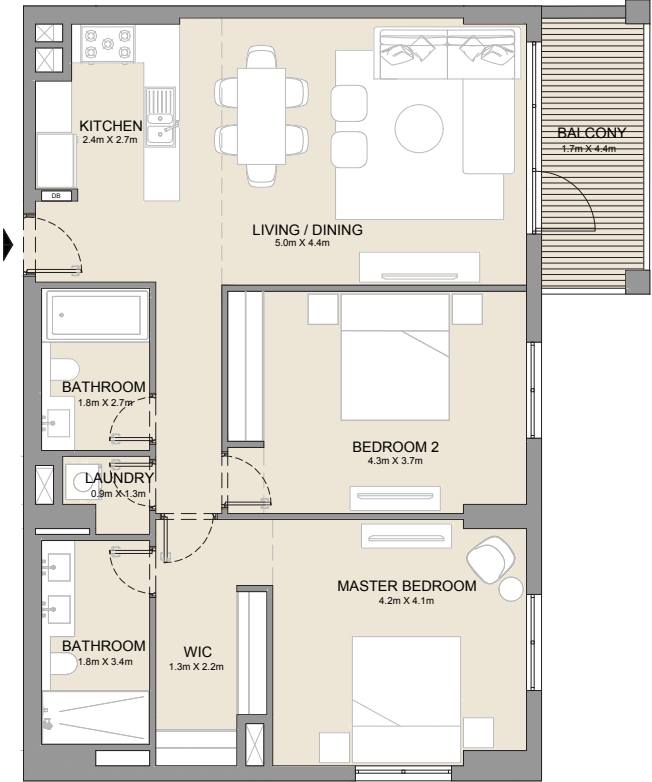 KITCHEN
2.4m X 2.7m
BALCONY
1.7m X 4.4m
DB
LIVING / DINING
5.0m X 4.4m
BATHROOM
1.8m X 2.7m
BEDROOM 2
4.3m X 3.7m
LAUNDRY
0.9m X 1.3m
MASTER BEDROOM
4.2m X 4.1m
BATHROOM
1.8m X 3.4m
WIC
1.3m X 2.2m